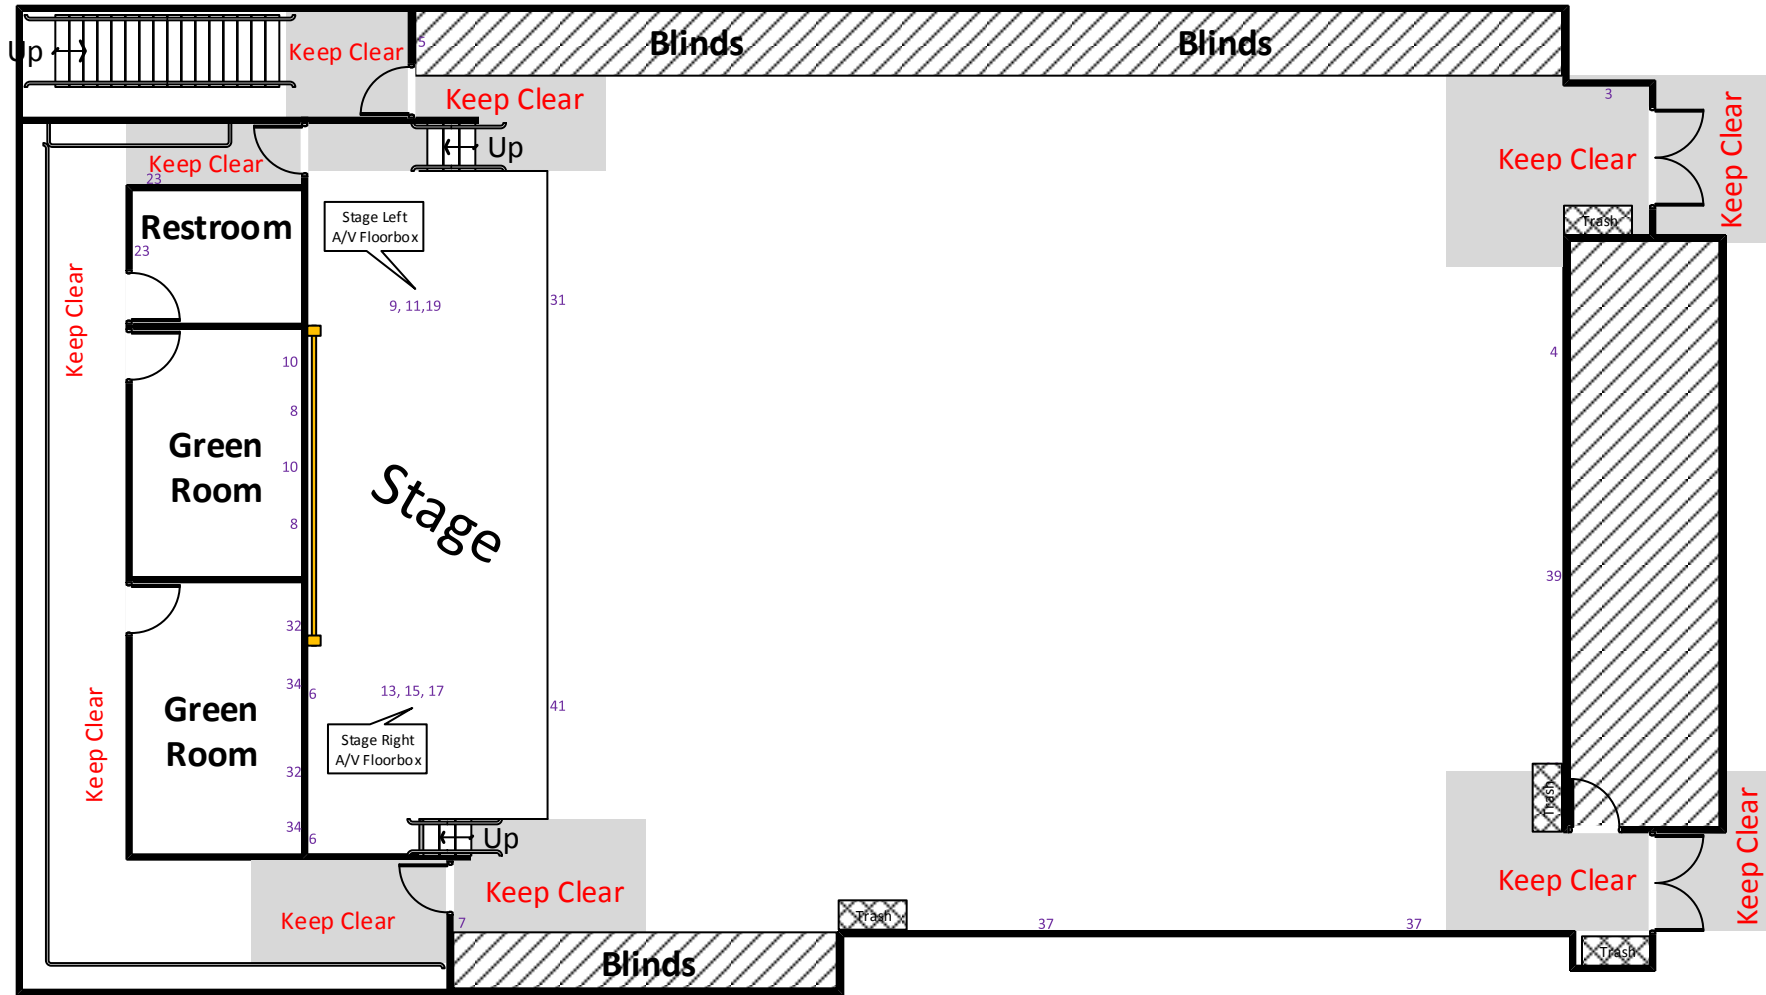 Up
Keep Clear
5
Blinds
Blinds
Keep Clear
3
Keep Clear
Keep Clear
Up
Keep Clear
23
Restroom
23
Stage Left
A/V Floorbox
9, 11,19
31
Trash
Keep Clear
10
8
Green
Room
10
8
Stage
4
39
32
34
6
13, 15, 17
41
Green
Room
Keep Clear
Stage Right
A/V Floorbox
32
34
6
Up
Trash
Keep Clear
Keep Clear
Keep Clear
Keep Clear
7
Trash
37
37
Trash
Blinds